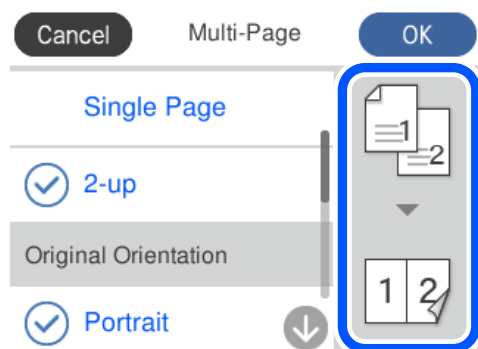 Cancel Multi-Page OK
Single Page
2-up
Original Orientation
Portrait
1
2
1 2